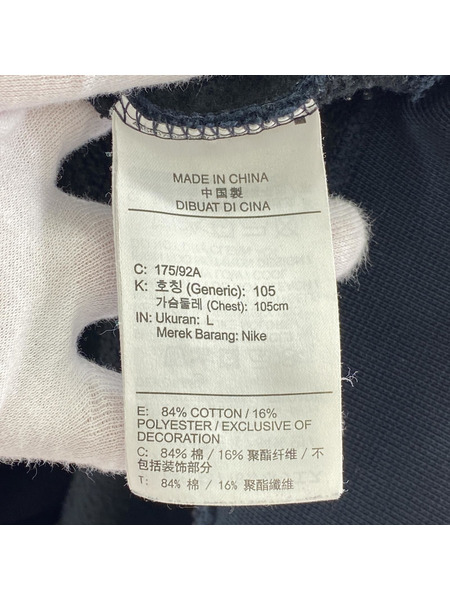 MADE IN CHINA
中国製
DIBUAT DI CINA
C: 175/92A
K: 호칭 (Generic): 105
가슴둘레 (Chest): 105cm
IN: Ukuran: L
Merek Barang: Nike
E: 84% COTTON / 16%
POLYESTER / EXCLUSIVE OF
DECORATION
C: 84% 棉 / 16% 聚酯纤维 / 不
包括装饰部分
T: 84% 棉 / 16% 聚酯纖維